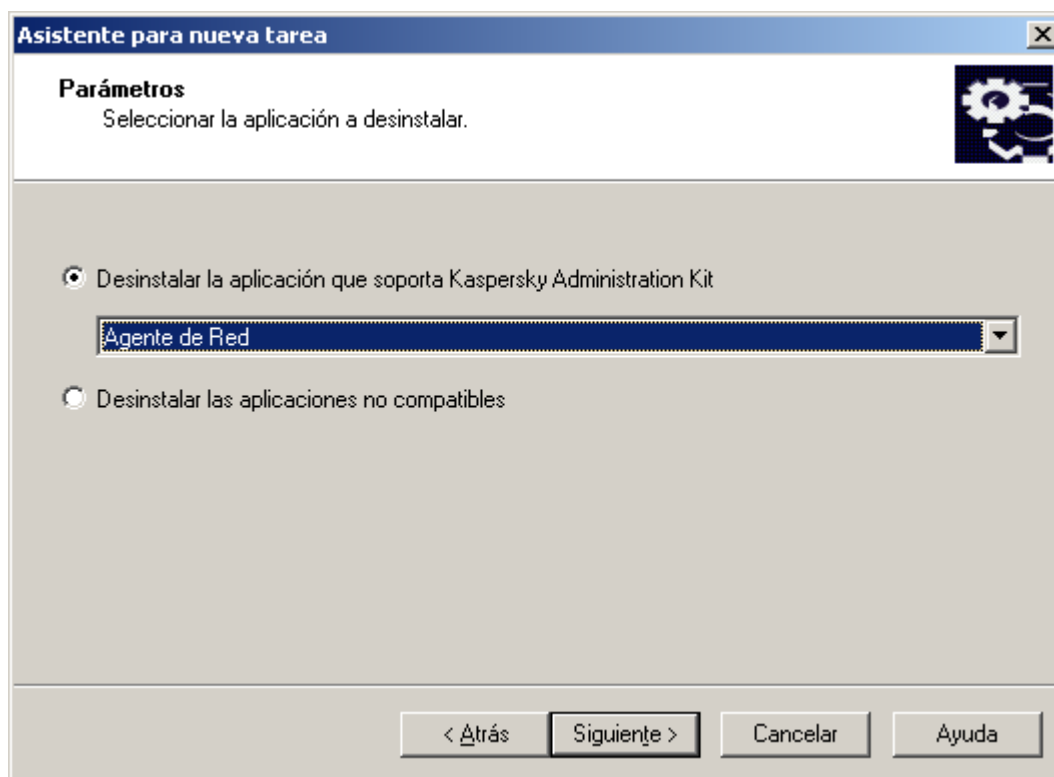 Asistente para nueva tarea
Parámetros
Seleccionar la aplicación a desinstalar.
Desinstalar la aplicación que soporta Kaspersky Administration Kit
Agente de Red
Desinstalar las aplicaciones no compatibles
< Atrás Siguiente > Cancelar Ayuda